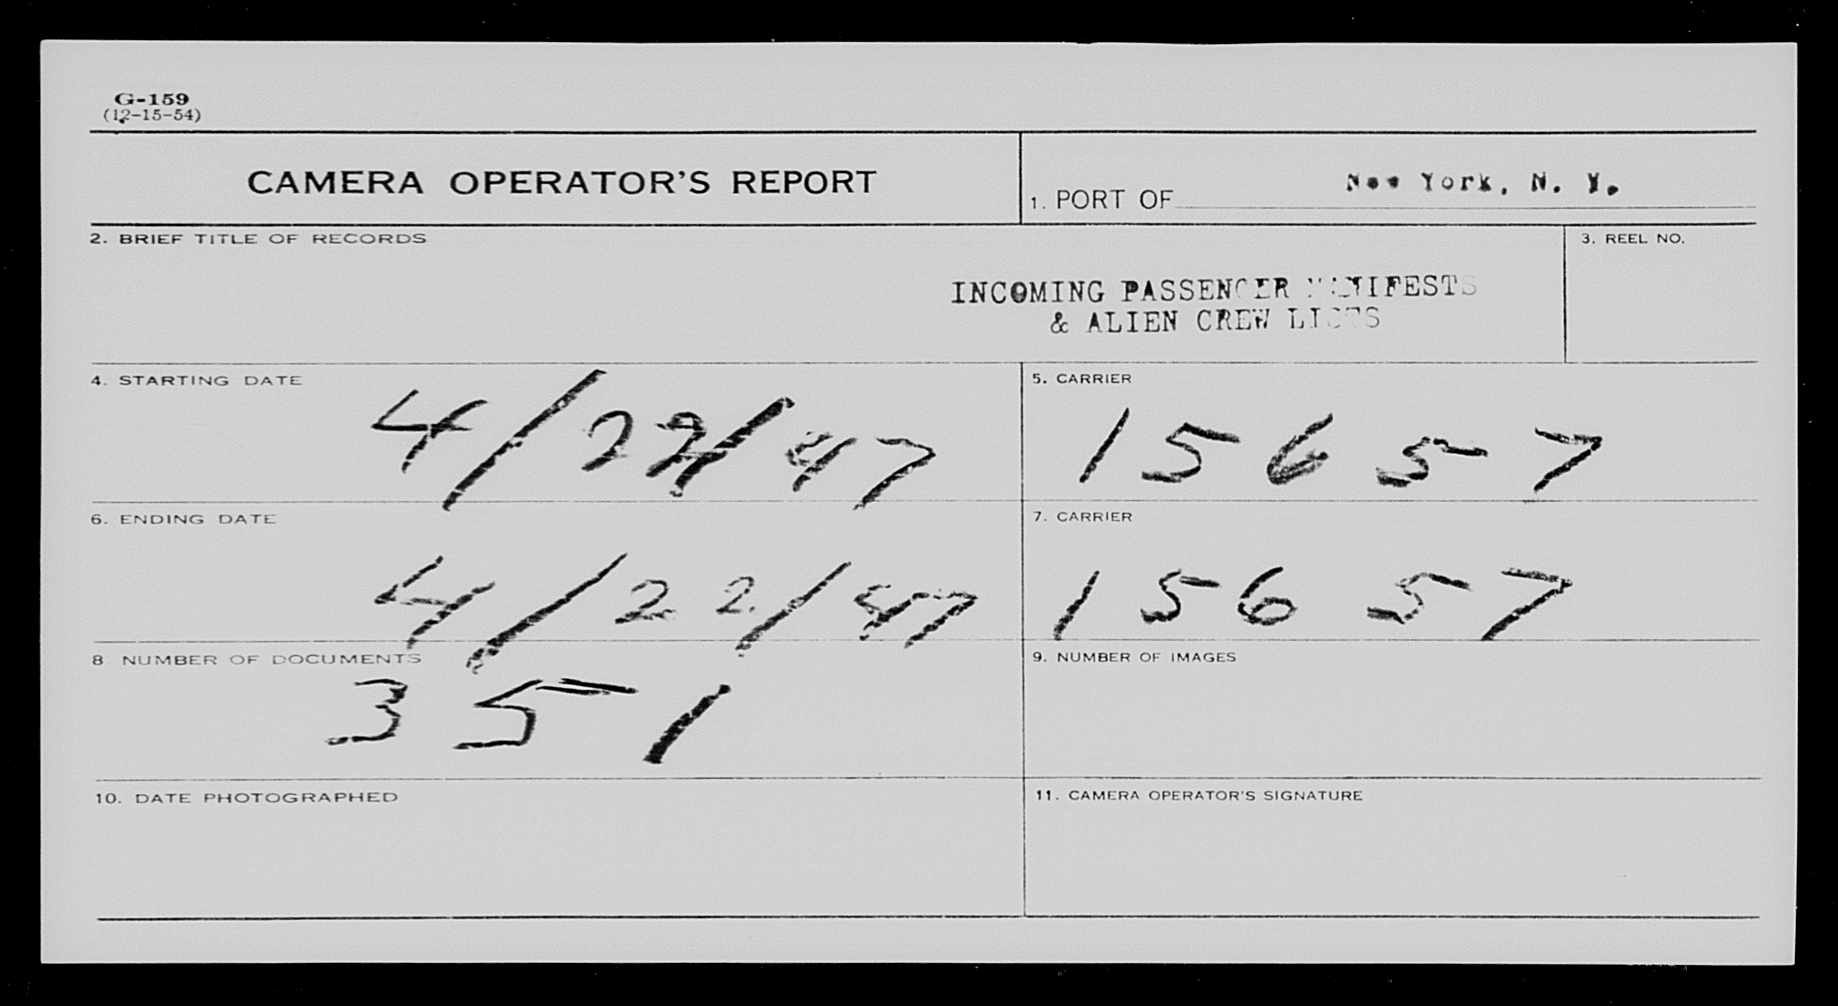 G-159
(12-15-54)
CAMERA OPERATOR'S REPORT
1. PORT OF New York, N. Y.
2. BRIEF TITLE OF RECORDS
3. REEL NO.
INCOMING PASSENGER MANIFESTS
& ALIEN CREW LISTS
4. STARTING DATE
4/22/47
5. CARRIER
15657
6. ENDING DATE
4/22/47
7. CARRIER
15657
8 NUMBER OF DOCUMENTS
351
9. NUMBER OF IMAGES
10. DATE PHOTOGRAPHED
11. CAMERA OPERATOR'S SIGNATURE